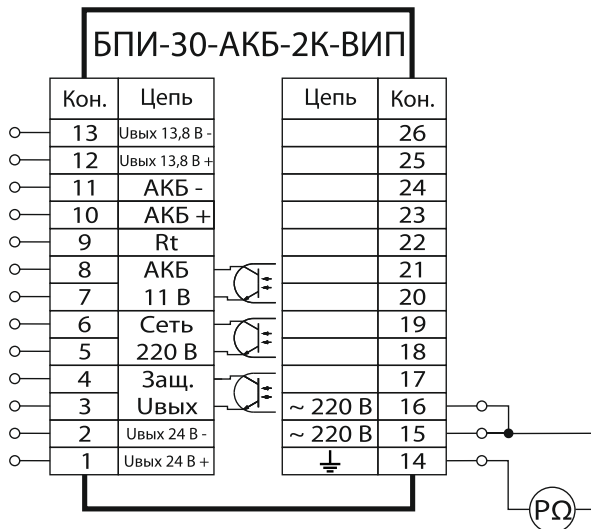 БПИ-30-АКБ-2К-ВИП
Кон. Цепь Цепь Кон.
13 Uвых 13,8 В - 26
12 Uвых 13,8 В + 25
11 АКБ - 24
10 АКБ + 23
9 Rt 22
8 АКБ 21
7 11 В 20
6 Сеть 19
5 220 В 18
4 Защ. 17
3 Uвых ~ 220 В 16
2 Uвых 24 В - ~ 220 В 15
1 Uвых 24 В + 14
РΩ